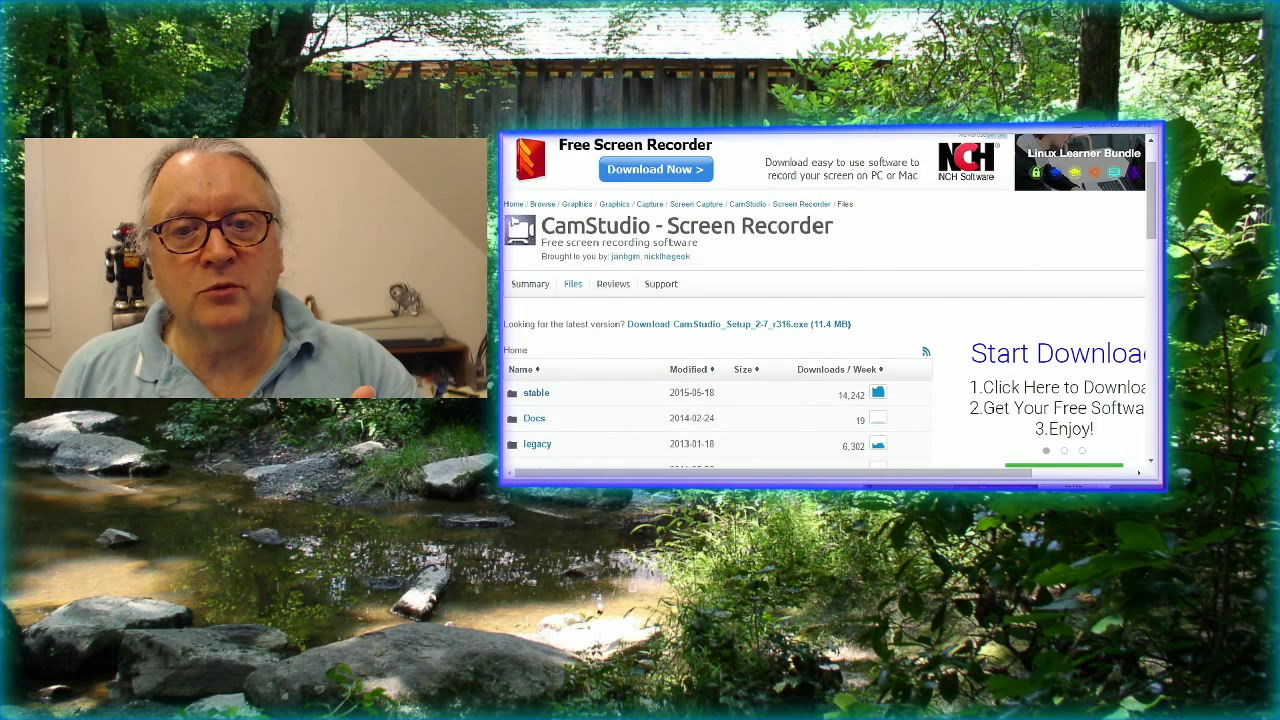 Free Screen Recorder
Download Now >
Download easy to use software to
record your screen on PC or Mac
NCH®
NCH Software
Linux Learner Bundle
Home / Browse / Graphics / Graphics / Capture / Screen Capture / CamStudio - Screen Recorder / Files
CamStudio - Screen Recorder
Free screen recording software
Brought to you by: janhgm, nickthegeek
Summary Files Reviews Support
Looking for the latest version? Download CamStudio_Setup_2-7_r316.exe (11.4 MB)
Home
Name Modified Size Downloads / Week
stable 2015-05-18 14,242
Docs 2014-02-24 19
legacy 2013-01-18 6,302
Start Downloa
1.Click Here to Downloa
2.Get Your Free Softwa
3.Enjoy!